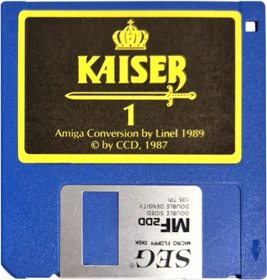 KAISER
1
Amiga Conversion by Linel 1989
© by CCD, 1987
SEG
MICRO FLOPPY DISK
MF2DD
DOUBLE SIDED
DOUBLE DENSITY
135 TPI